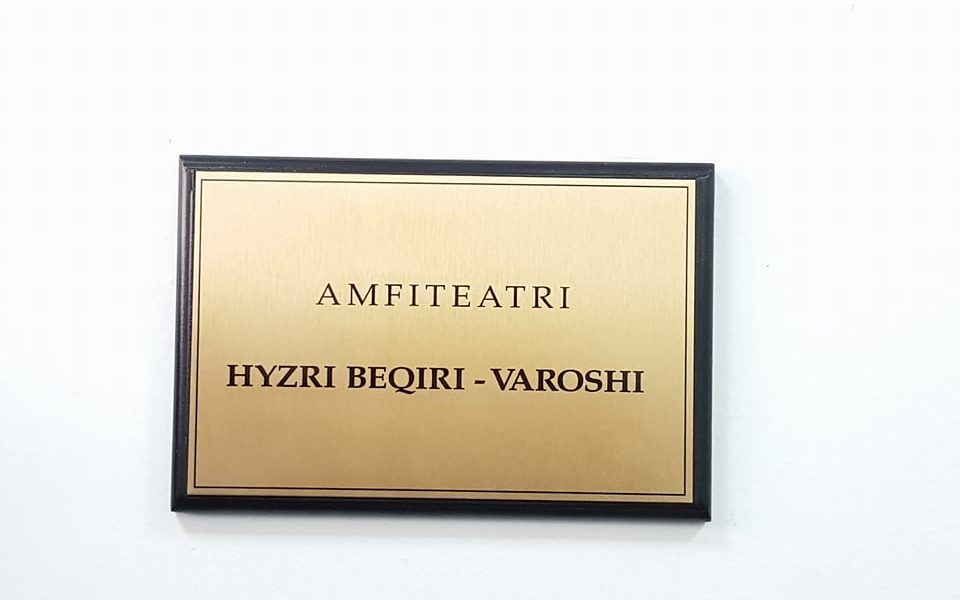 AMFITEATRI
HYZRI BEQIRI - VAROSHI